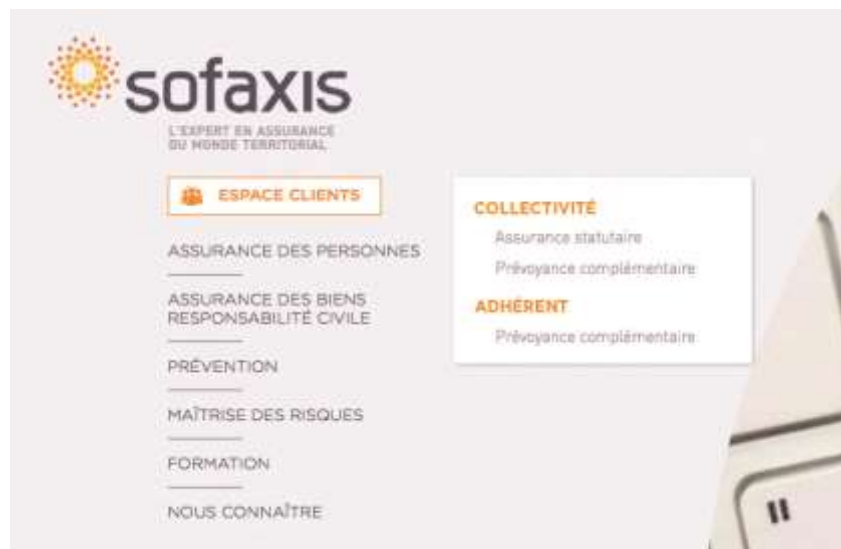 sofaxis
L'EXPERT EN ASSURANCE
DU MONDE TERRITORIAL
ESPACE CLIENTS
COLLECTIVITÉ
Assurance statutaire
Prévoyance complémentaire
ADHÉRENT
Prévoyance complémentaire
ASSURANCE DES PERSONNES
ASSURANCE DES BIENS
RESPONSABILITÉ CIVILE
PRÉVENTION
MAÎTRISE DES RISQUES
FORMATION
NOUS CONNAÎTRE
"